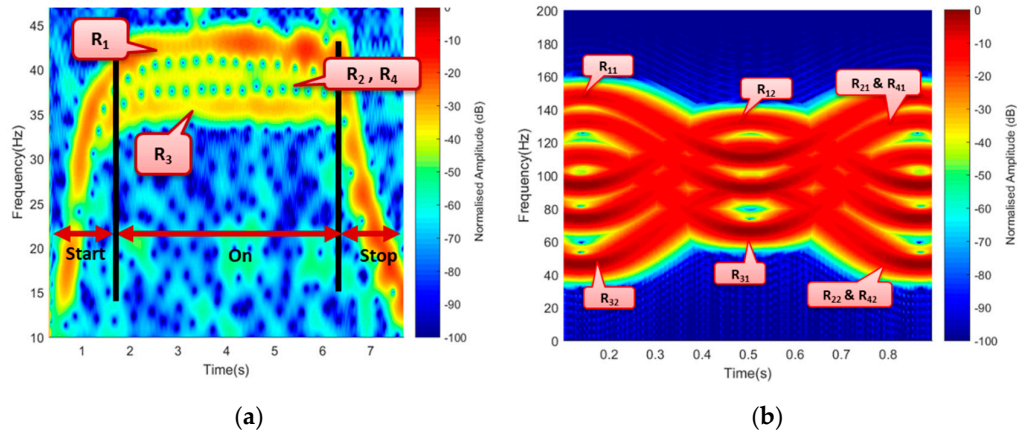 R1
R2 , R4
R3
Start
On
Stop
45
40
35
30
25
20
15
10
Frequency(Hz)
1
2
3
4
5
6
7
Time(s)
0
-10
-20
-30
-40
-50
-60
-70
-80
-90
-100
Normalised Amplitude (dB)
(a)
R11
R12
R21 & R41
R31
R32
R22 & R42
200
180
160
140
120
100
80
60
40
20
0
Frequency(Hz)
0.2
0.3
0.4
0.5
0.6
0.7
0.8
Time(s)
0
-10
-20
-30
-40
-50
-60
-70
-80
-90
-100
Normalised Amplitude (dB)
(b)